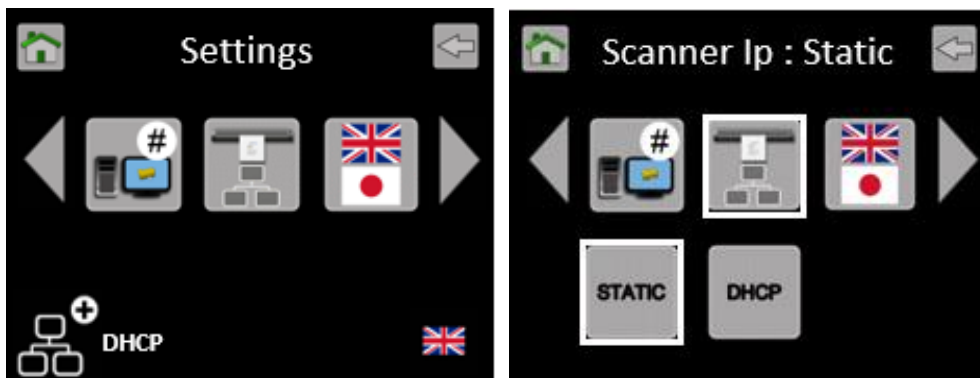 Settings
#
DHCP
Scanner Ip : Static
#
STATIC
DHCP